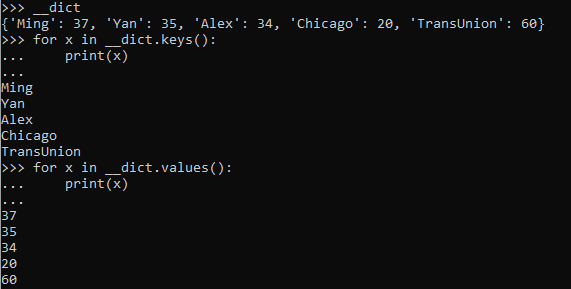 >>> __dict
{'Ming': 37, 'Yan': 35, 'Alex': 34, 'Chicago': 20, 'TransUnion': 60}
>>> for x in __dict.keys():
...     print(x)
...
Ming
Yan
Alex
Chicago
TransUnion
>>> for x in __dict.values():
...     print(x)
...
37
35
34
20
60